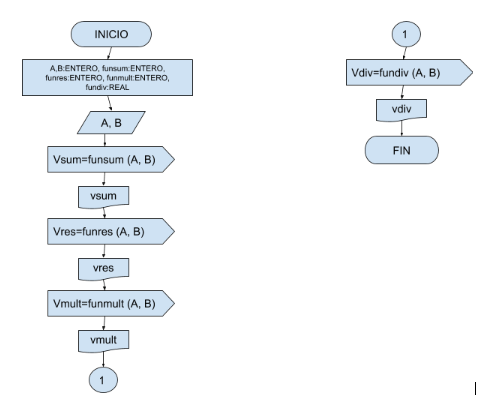 INICIO
A,B:ENTERO, funsum:ENTERO,
funres:ENTERO, funmult:ENTERO,
fundiv:REAL
A, B
Vsum=funsum (A, B)
vsum
Vres=funres (A, B)
vres
Vmult=funmult (A, B)
vmult
1
1
Vdiv=fundiv (A, B)
vdiv
FIN